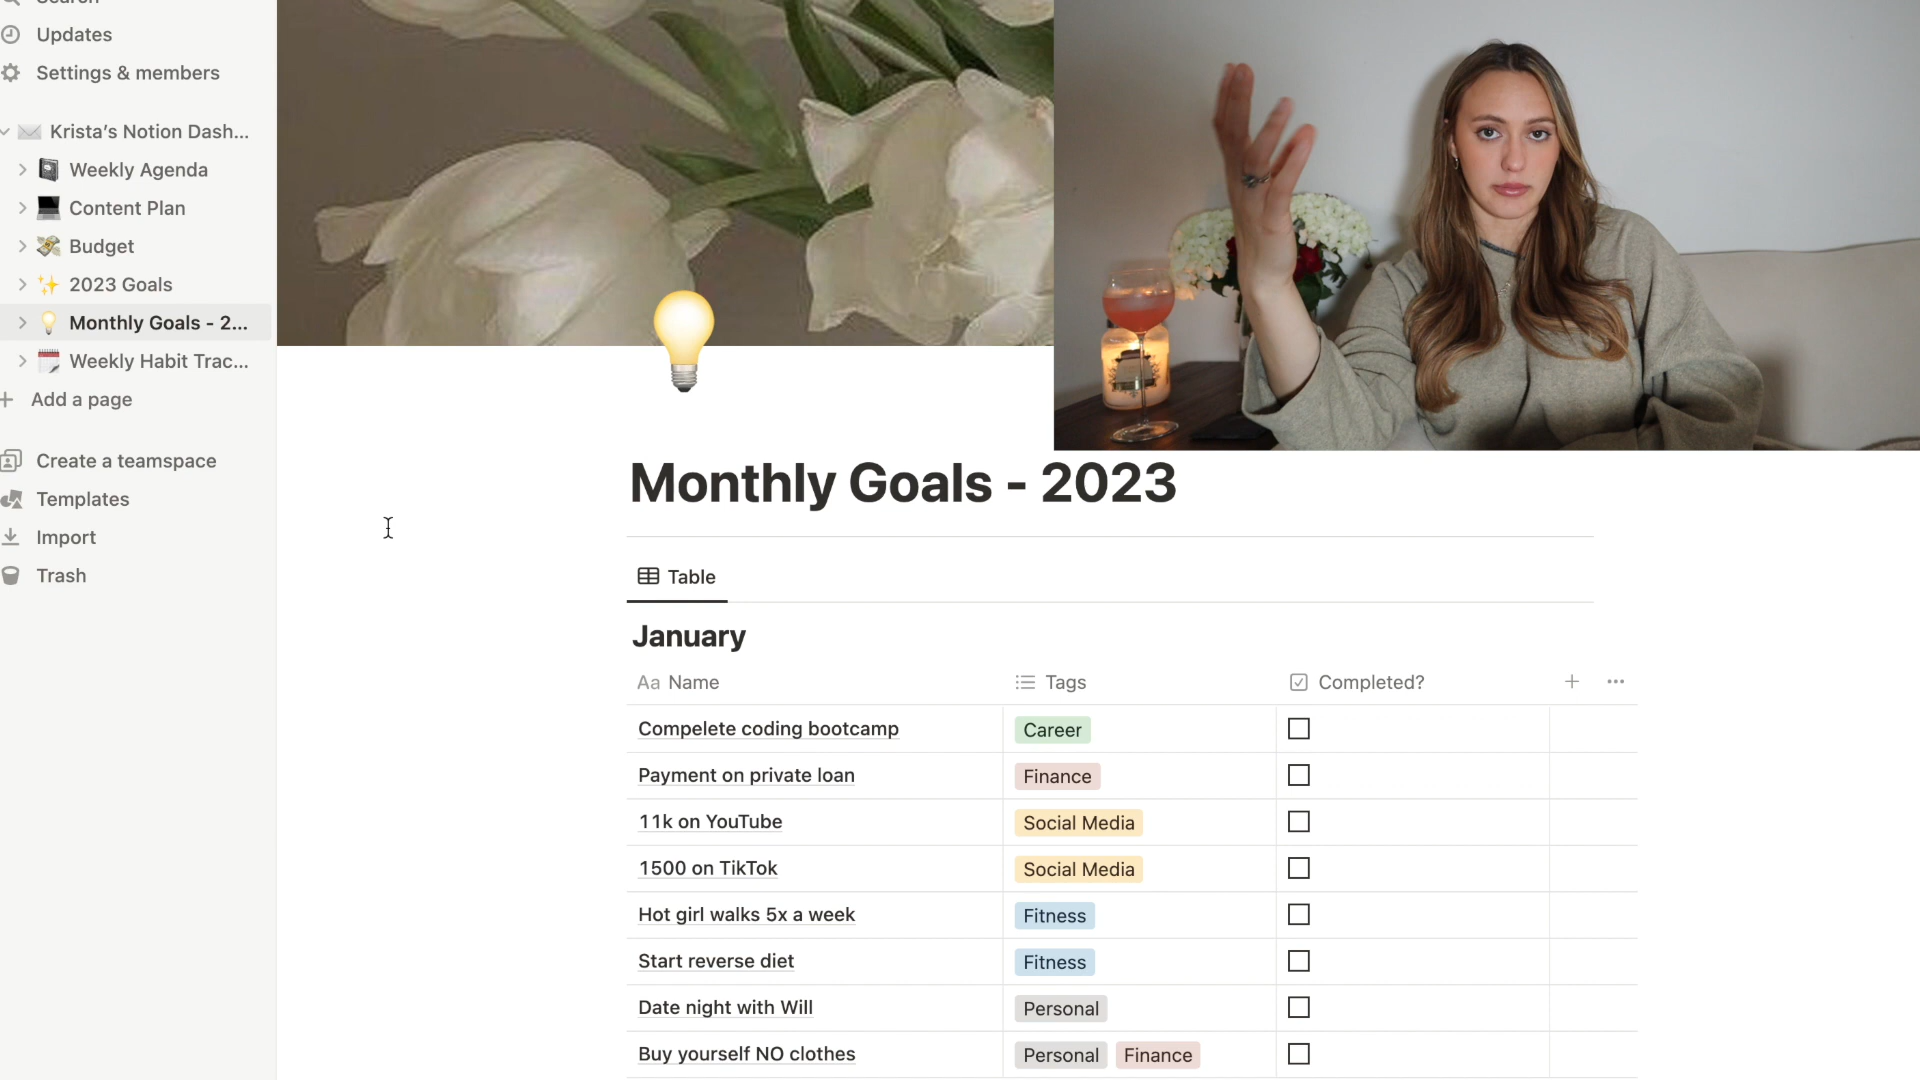 Search
Updates
Settings & members
Krista's Notion Dash...
Weekly Agenda
Content Plan
Budget
2023 Goals
Monthly Goals - 2...
Weekly Habit Trac...
Add a page
Create a teamspace
Templates
Import
Trash
Monthly Goals - 2023
Table
January
Aa Name Tags Completed?
Compelete coding bootcamp Career
Payment on private loan Finance
11k on YouTube Social Media
1500 on TikTok Social Media
Hot girl walks 5x a week Fitness
Start reverse diet Fitness
Date night with Will Personal
Buy yourself NO clothes Personal Finance